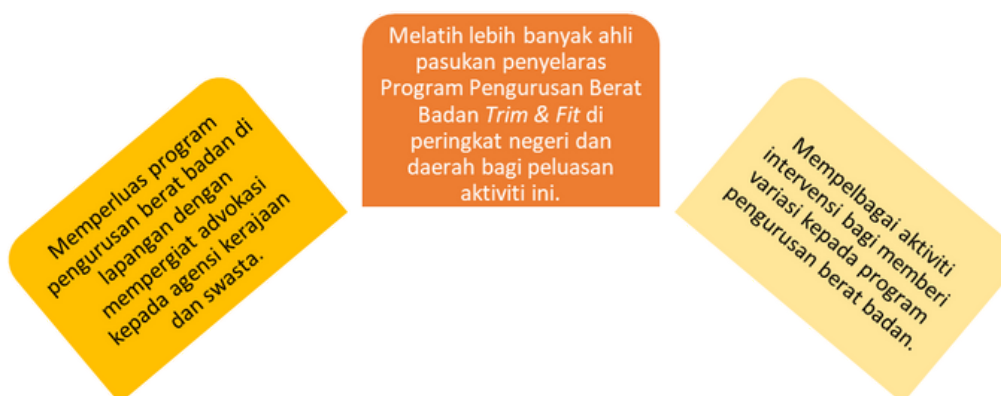 Memperluas program
pengurusan berat badan di
lapangan dengan
mempergiat advokasi
kepada agensi kerajaan
dan swasta.
Melatih lebih banyak ahli
pasukan penyelaras
Program Pengurusan Berat
Badan Trim & Fit di
peringkat negeri dan
daerah bagi peluasan
aktiviti ini.
Mempelbagai aktiviti
intervensi bagi memberi
variasi kepada program
pengurusan berat badan.